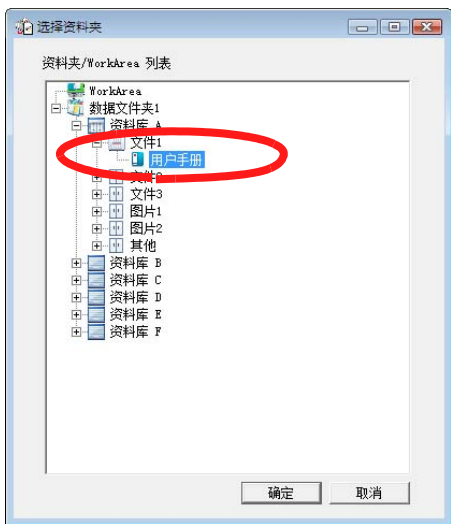 选择资料夹
资料夹/WorkArea 列表
WorkArea
数据文件夹1
资料库 A
文件1
用户手册
文件2
文件3
图片1
图片2
其他
资料库 B
资料库 C
资料库 D
资料库 E
资料库 F
确定
取消